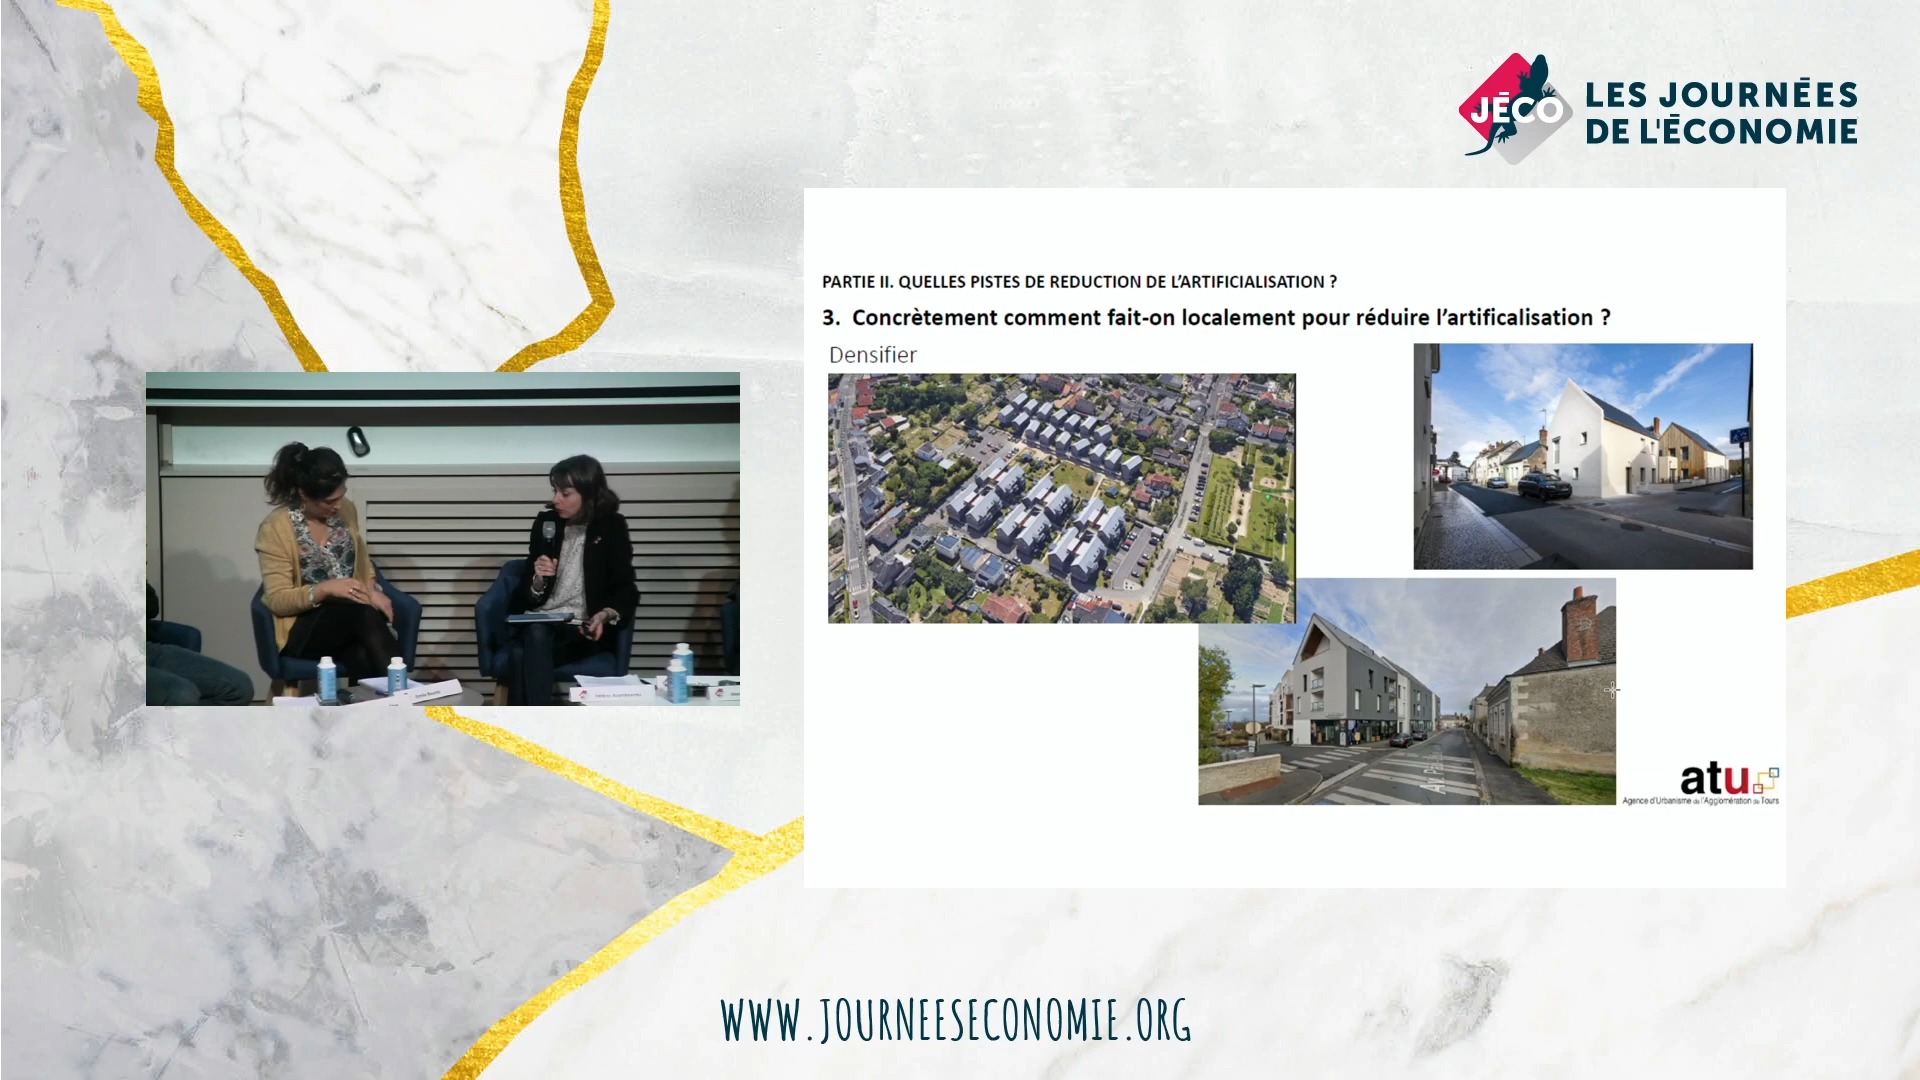 JÉCO
LES JOURNÉES
DE L'ÉCONOMIE
PARTIE II. QUELLES PISTES DE REDUCTION DE L'ARTIFICIALISATION ?
3. Concrètement comment fait-on localement pour réduire l'artificalisation ?
Densifier
atu
Agence d'Urbanisme de l'Agglomération de Tours
WWW.JOURNEESECONOMIE.ORG